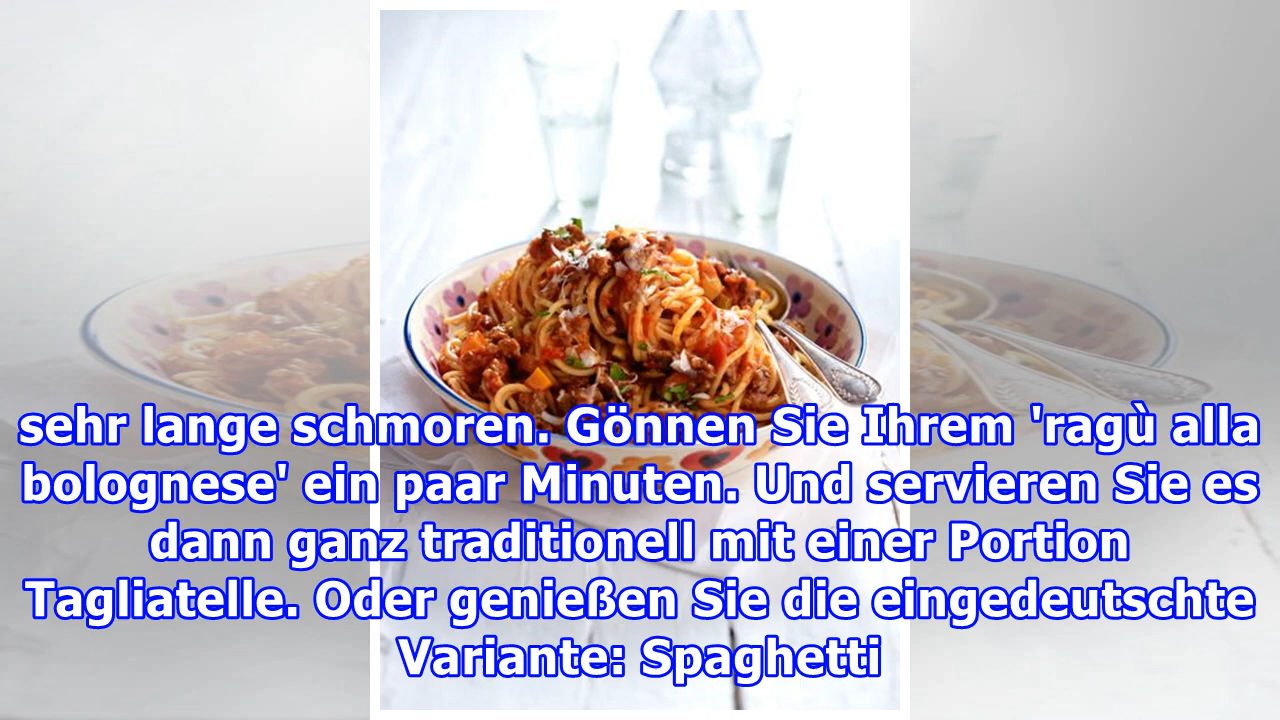 sehr lange schmoren. Gönnen Sie Ihrem 'ragù alla
bolognese' ein paar Minuten. Und servieren Sie es
dann ganz traditionell mit einer Portion
Tagliatelle. Oder genießen Sie die eingedeutschte
Variante: Spaghetti